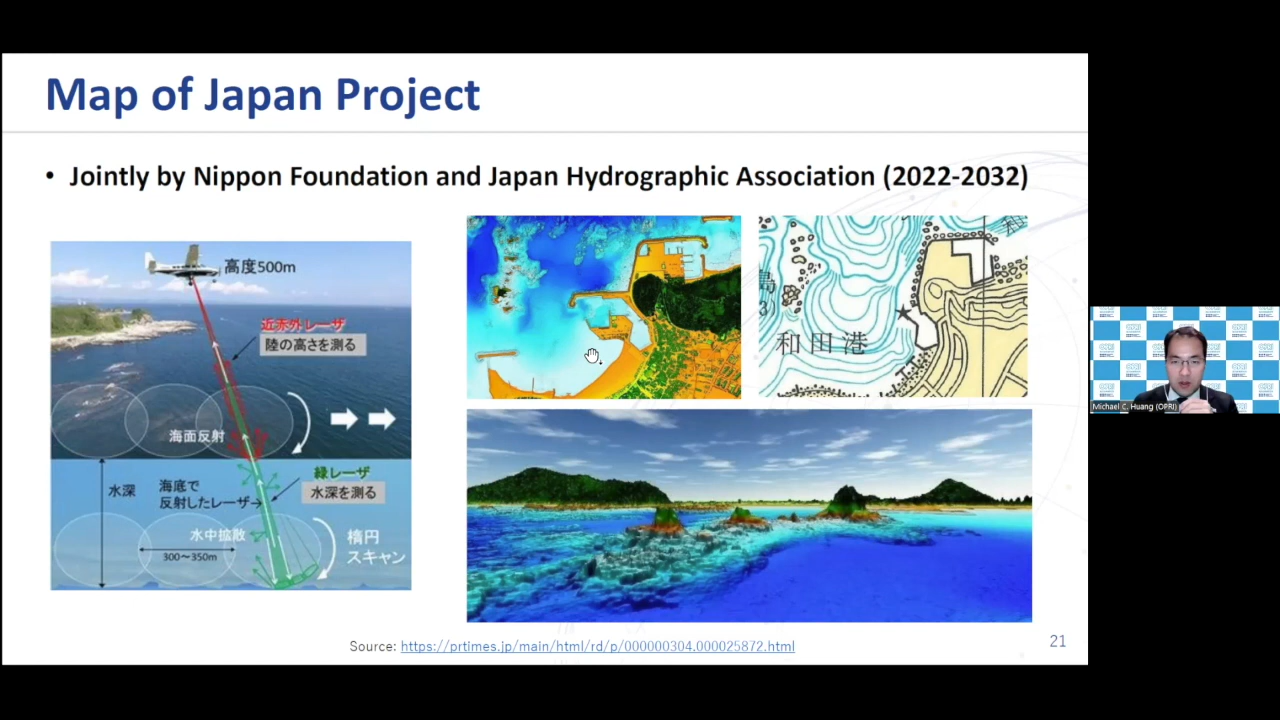 Map of Japan Project
• Jointly by Nippon Foundation and Japan Hydrographic Association (2022-2032)
高度500m
近赤外レーザ
陸の高さを測る
海面反射
緑レーザ
水深を測る
水深
海底で
反射したレーザ
水中拡散
300〜350m
楕円
スキャン
和
島
3
和田港
Source: https://prtimes.jp/main/html/rd/p/000000304.000025872.html
21
OPRI
Michael C. Huang (OPRI)